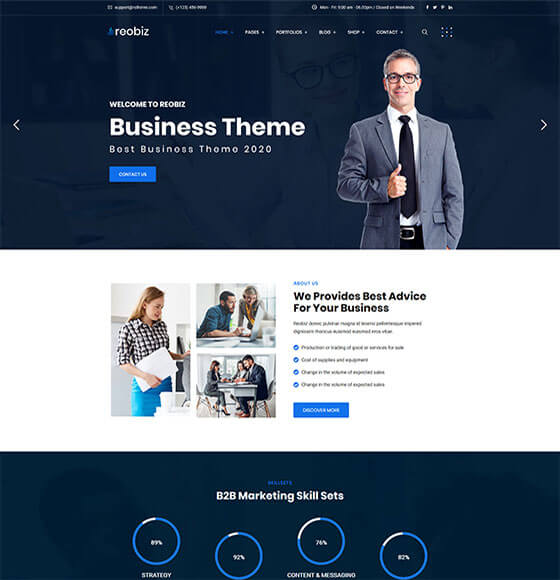 support@rstheme.com (+123) 456-9989 Mon - Fri: 9:00 am - 06.00pm / Closed on Weekends
reobiz HOME + PAGES + PORTFOLIOS + BLOG + SHOP + CONTACT +
WELCOME TO REOBIZ
Business Theme
Best Business Theme 2020
CONTACT US
ABOUT US
We Provides Best Advice
For Your Business
Reobiz donec pulvinar magna id leoersi pellentesque impered
dignissim rhoncus euismod euismod eros vitae.
Production or trading of good or services for sale
Cost of supplies and equipment
Change in the volume of expected sales
Change in the volume of expected sales
DISCOVER MORE
SKILLSETS
B2B Marketing Skill Sets
89% 92% 76% 82%
STRATEGY CONTENT & MESSAGING